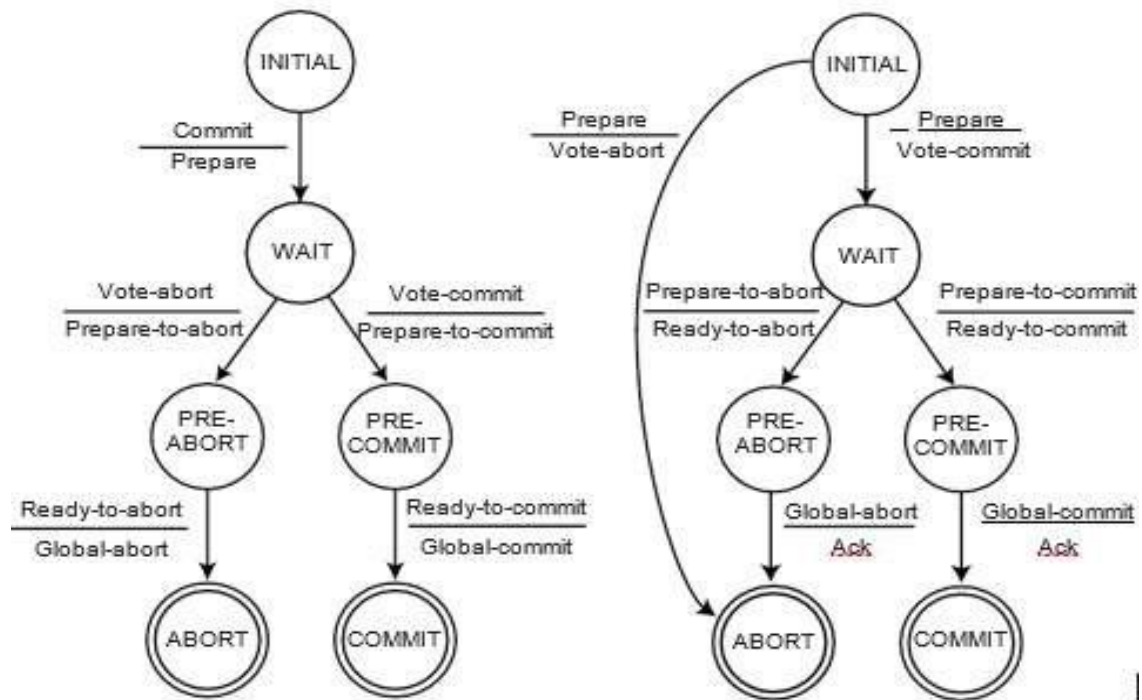 INITIAL
Commit
Prepare
WAIT
Vote-abort
Prepare-to-abort
Vote-commit
Prepare-to-commit
PRE-
ABORT
PRE-
COMMIT
Ready-to-abort
Global-abort
Ready-to-commit
Global-commit
ABORT
COMMIT
INITIAL
Prepare
Vote-abort
Prepare
Vote-commit
WAIT
Prepare-to-abort
Ready-to-abort
Prepare-to-commit
Ready-to-commit
PRE-
ABORT
PRE-
COMMIT
Global-abort
Ack
Global-commit
Ack
ABORT
COMMIT